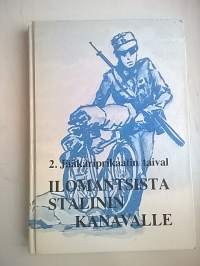 2. Jääkäriprikaatin taival
ILOMANTSISTA
STALININ
KANAVALLE